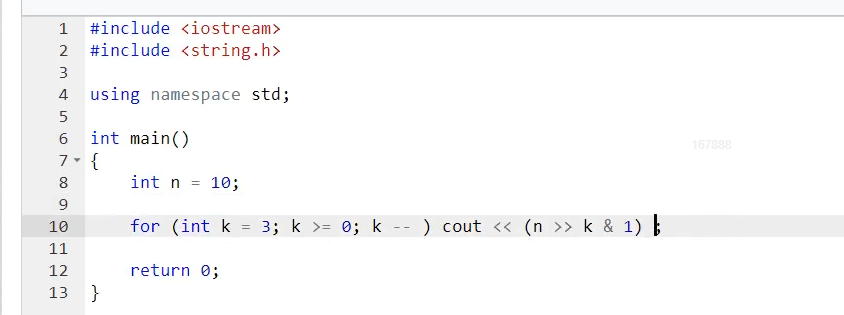 1 #include <iostream>
2 #include <string.h>
3
4 using namespace std;
5
6 int main()
167888
7 {
8     int n = 10;
9
10     for (int k = 3; k >= 0; k -- ) cout << (n >> k & 1) ;
11
12     return 0;
13 }